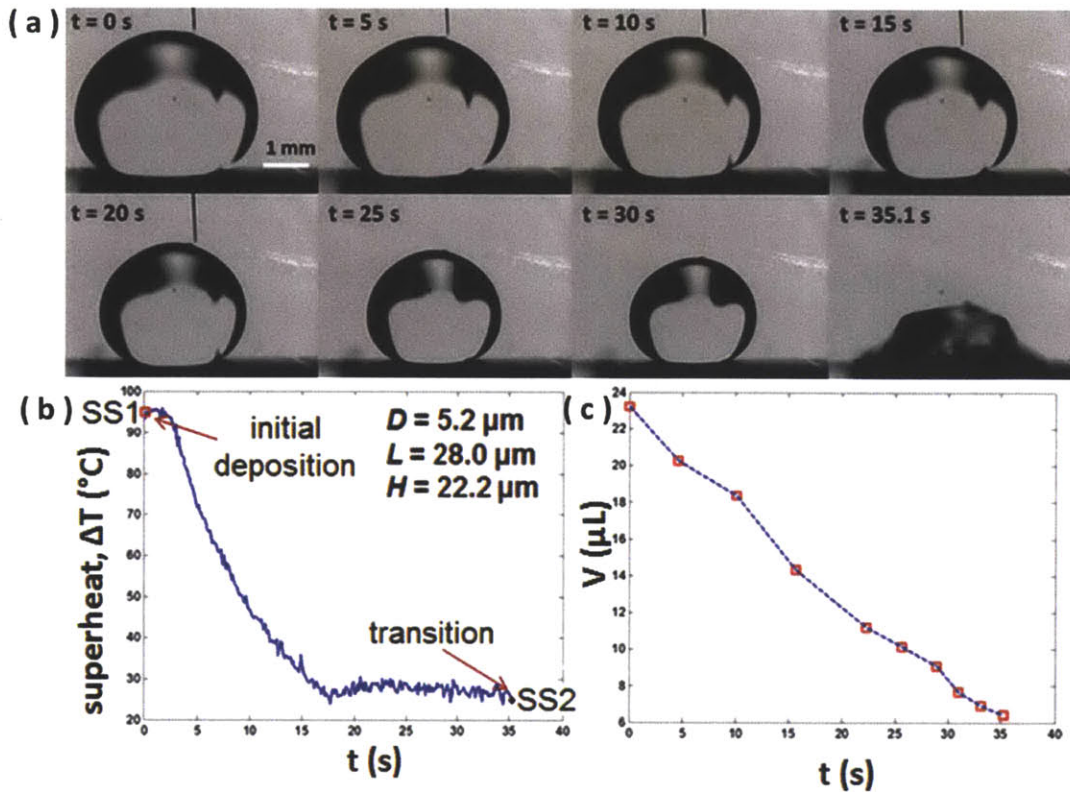 ( a )
t = 0 s
t = 5 s
t = 10 s
t = 15 s
1 mm
t = 20 s
t = 25 s
t = 30 s
t = 35.1 s
( b )
SS1
initial
deposition
D = 5.2 μm
L = 28.0 μm
H = 22.2 μm
transition
SS2
superheat, ΔT (°C)
100
90
80
70
60
50
40
30
20
0 5 10 15 20 25 30 35 40
t (s)
( c )
V (μL)
24
22
20
18
16
14
12
10
8
6
0 5 10 15 20 25 30 35 40
t (s)